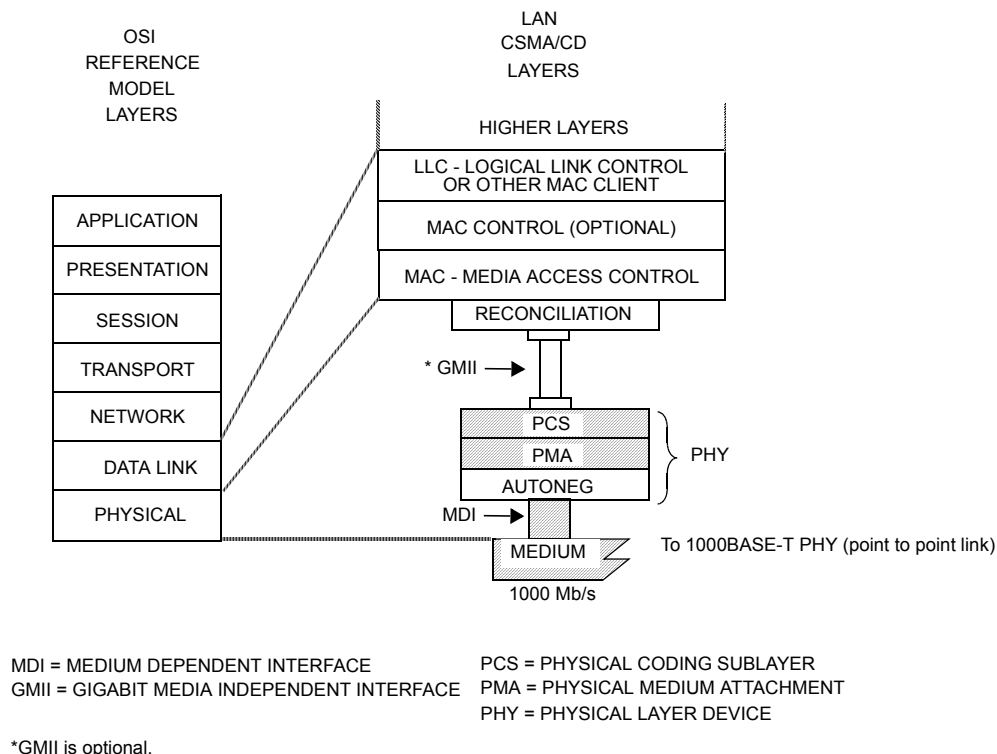 OSI
REFERENCE
MODEL
LAYERS
LAN
CSMA/CD
LAYERS
HIGHER LAYERS
LLC - LOGICAL LINK CONTROL
OR OTHER MAC CLIENT
MAC CONTROL (OPTIONAL)
MAC - MEDIA ACCESS CONTROL
RECONCILIATION
APPLICATION
PRESENTATION
SESSION
TRANSPORT
NETWORK
DATA LINK
PHYSICAL
* GMII
PCS
PMA
AUTONEG
PHY
MDI
MEDIUM
To 1000BASE-T PHY (point to point link)
1000 Mb/s
MDI = MEDIUM DEPENDENT INTERFACE
GMII = GIGABIT MEDIA INDEPENDENT INTERFACE
PCS = PHYSICAL CODING SUBLAYER
PMA = PHYSICAL MEDIUM ATTACHMENT
PHY = PHYSICAL LAYER DEVICE
*GMII is optional.